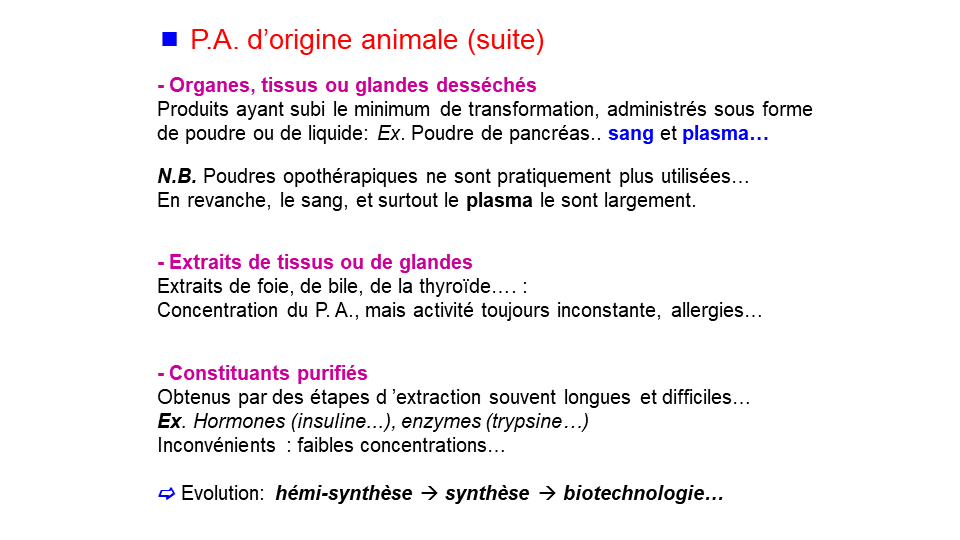 P.A. d’origine animale (suite)
- Organes, tissus ou glandes desséchés
Produits ayant subi le minimum de transformation, administrés sous forme
de poudre ou de liquide: Ex. Poudre de pancréas.. sang et plasma…
N.B. Poudres opothérapiques ne sont pratiquement plus utilisées…
En revanche, le sang, et surtout le plasma le sont largement.
- Extraits de tissus ou de glandes
Extraits de foie, de bile, de la thyroïde…. :
Concentration du P. A., mais activité toujours inconstante, allergies…
- Constituants purifiés
Obtenus par des étapes d ’extraction souvent longues et difficiles…
Ex. Hormones (insuline...), enzymes (trypsine…)
Inconvénients : faibles concentrations…
➯ Evolution: hémi-synthèse → synthèse → biotechnologie…